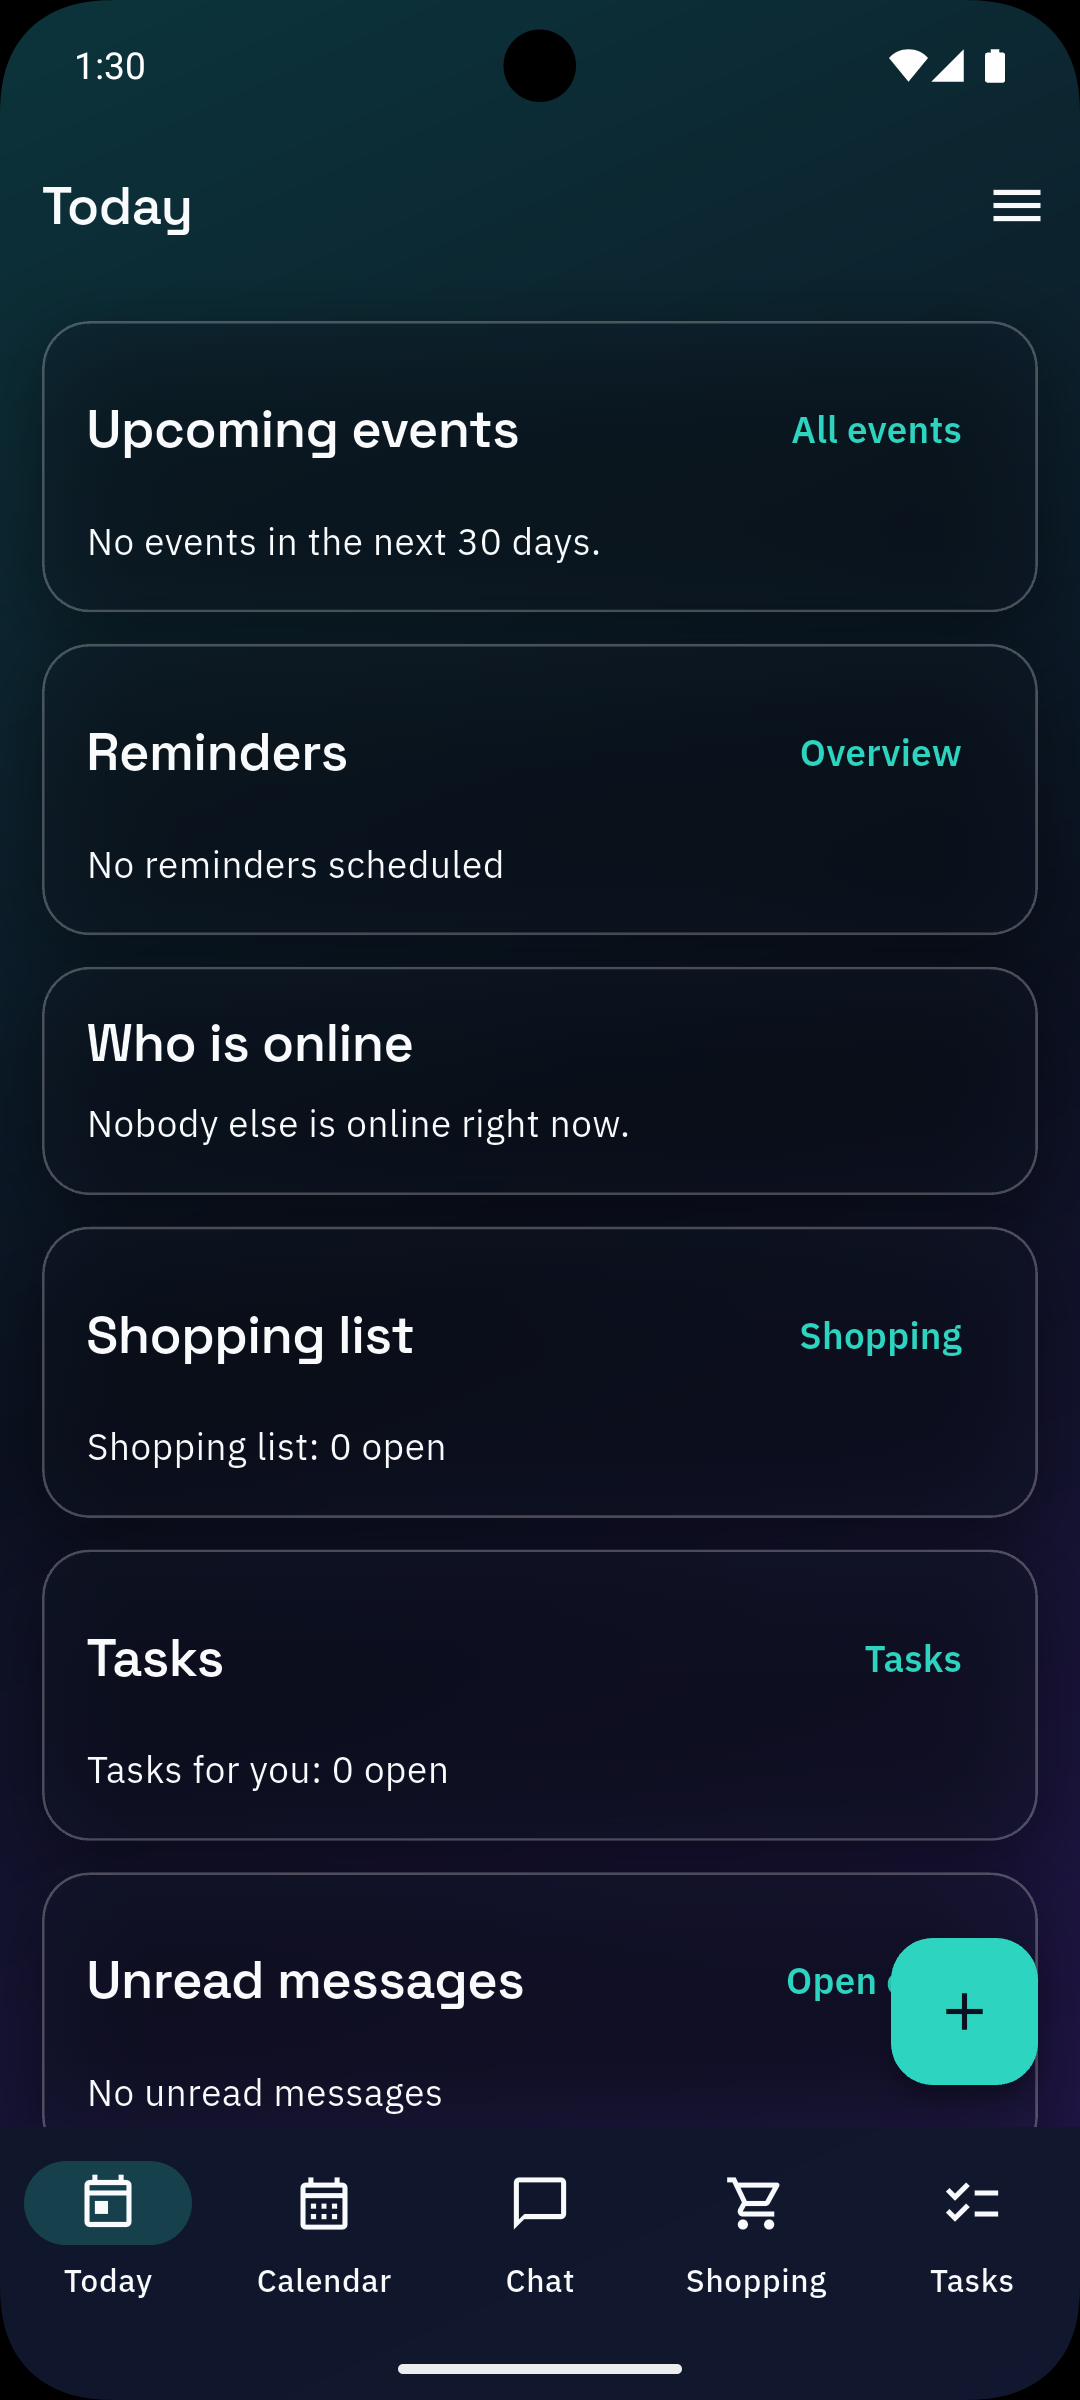 1:30
Today
Upcoming events
All events
No events in the next 30 days.
Reminders
Overview
No reminders scheduled
Who is online
Nobody else is online right now.
Shopping list
Shopping
Shopping list: 0 open
Tasks
Tasks
Tasks for you: 0 open
Unread messages
Open
No unread messages
Today
Calendar
Chat
Shopping
Tasks